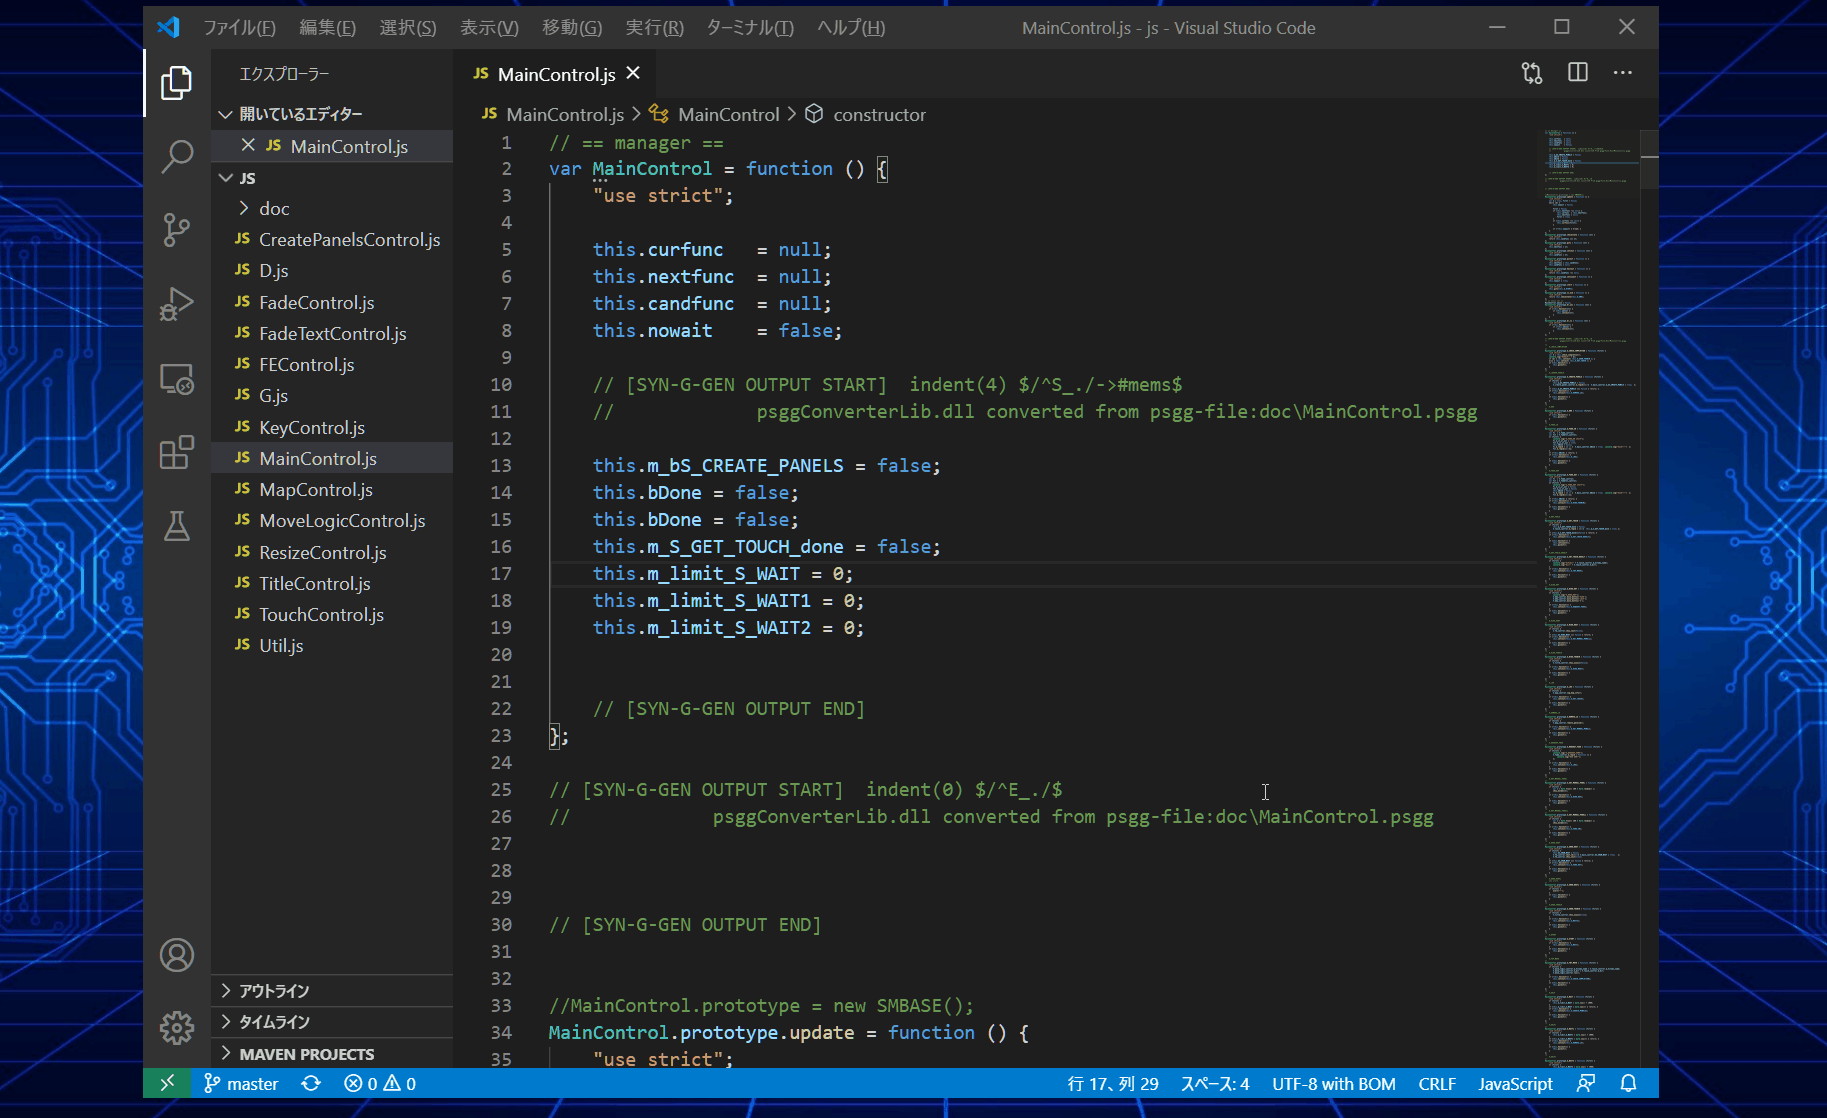 ファイル(F) 編集(E) 選択(S) 表示(V) 移動(G) 実行(R) ターミナル(T) ヘルプ(H) MainControl.js - js - Visual Studio Code
エクスプローラー
開いているエディター
JS MainControl.js
JS
doc
JS CreatePanelsControl.js
JS D.js
JS FadeControl.js
JS FadeTextControl.js
JS FEControl.js
JS G.js
JS KeyControl.js
JS MainControl.js
JS MapControl.js
JS MoveLogicControl.js
JS ResizeControl.js
JS TitleControl.js
JS TouchControl.js
JS Util.js
アウトライン
タイムライン
MAVEN PROJECTS
JS MainControl.js
JS MainControl.js > MainControl > constructor
1 // == manager ==
2 var MainControl = function () {
3 "use strict";
4
5 this.curfunc = null;
6 this.nextfunc = null;
7 this.candfunc = null;
8 this.nowait = false;
9
10 // [SYN-G-GEN OUTPUT START] indent(4) $/^S_./->#mems$
11 // psggConverterLib.dll converted from psgg-file:doc\MainControl.psgg
12
13 this.m_bS_CREATE_PANELS = false;
14 this.bDone = false;
15 this.bDone = false;
16 this.m_S_GET_TOUCH_done = false;
17 this.m_limit_S_WAIT = 0;
18 this.m_limit_S_WAIT1 = 0;
19 this.m_limit_S_WAIT2 = 0;
20
21
22 // [SYN-G-GEN OUTPUT END]
23 };
24
25 // [SYN-G-GEN OUTPUT START] indent(0) $/^E_./$
26 // psggConverterLib.dll converted from psgg-file:doc\MainControl.psgg
27
28
29
30 // [SYN-G-GEN OUTPUT END]
31
32
33 //MainControl.prototype = new SMBASE();
34 MainControl.prototype.update = function () {
35 "use strict";
master 0 0 行 17、列 29 スペース: 4 UTF-8 with BOM CRLF JavaScript